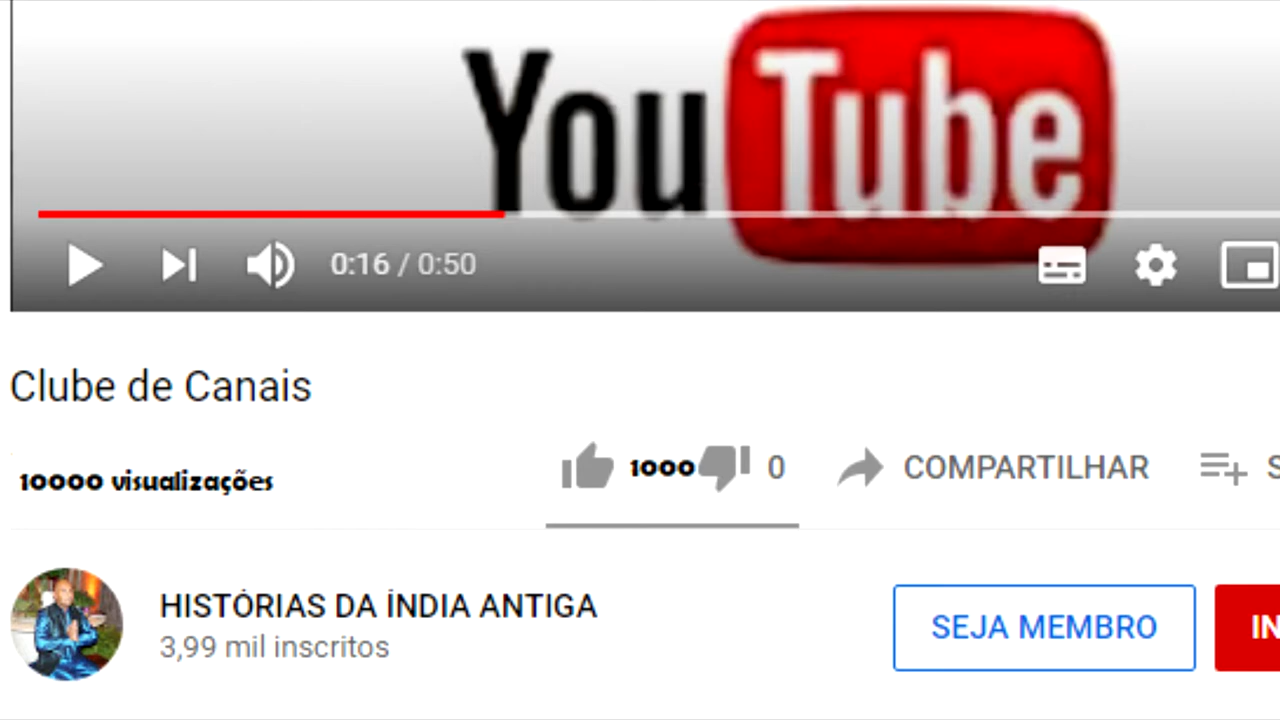 YouTube
0:16 / 0:50
Clube de Canais
10000 visualizações
1000 0 COMPARTILHAR S
HISTÓRIAS DA ÍNDIA ANTIGA
3,99 mil inscritos
SEJA MEMBRO IN